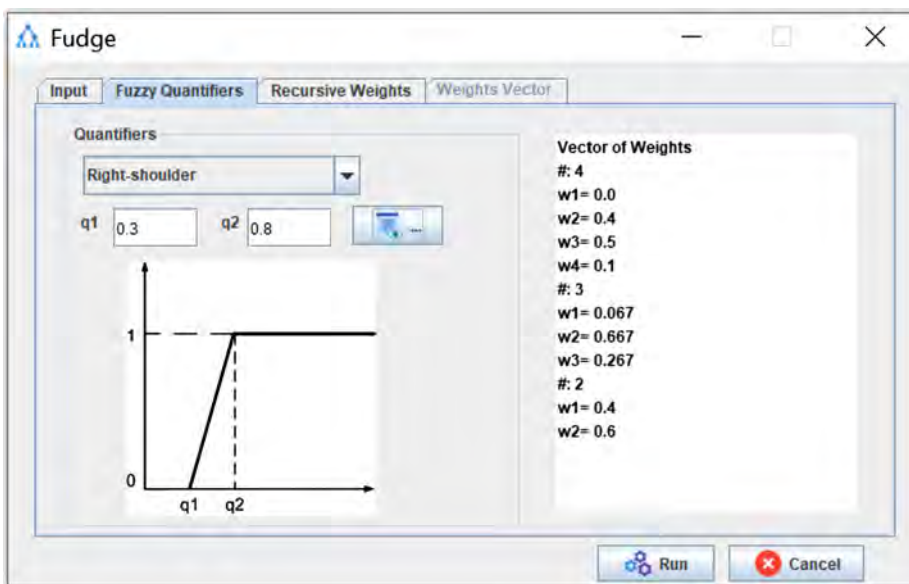 Fudge
Input Fuzzy Quantifiers Recursive Weights Weights Vector
Quantifiers
Right-shoulder
q1 0.3 q2 0.8 ...
1
0
q1 q2
Vector of Weights
#: 4
w1= 0.0
w2= 0.4
w3= 0.5
w4= 0.1
#: 3
w1= 0.067
w2= 0.667
w3= 0.267
#: 2
w1= 0.4
w2= 0.6
Run Cancel